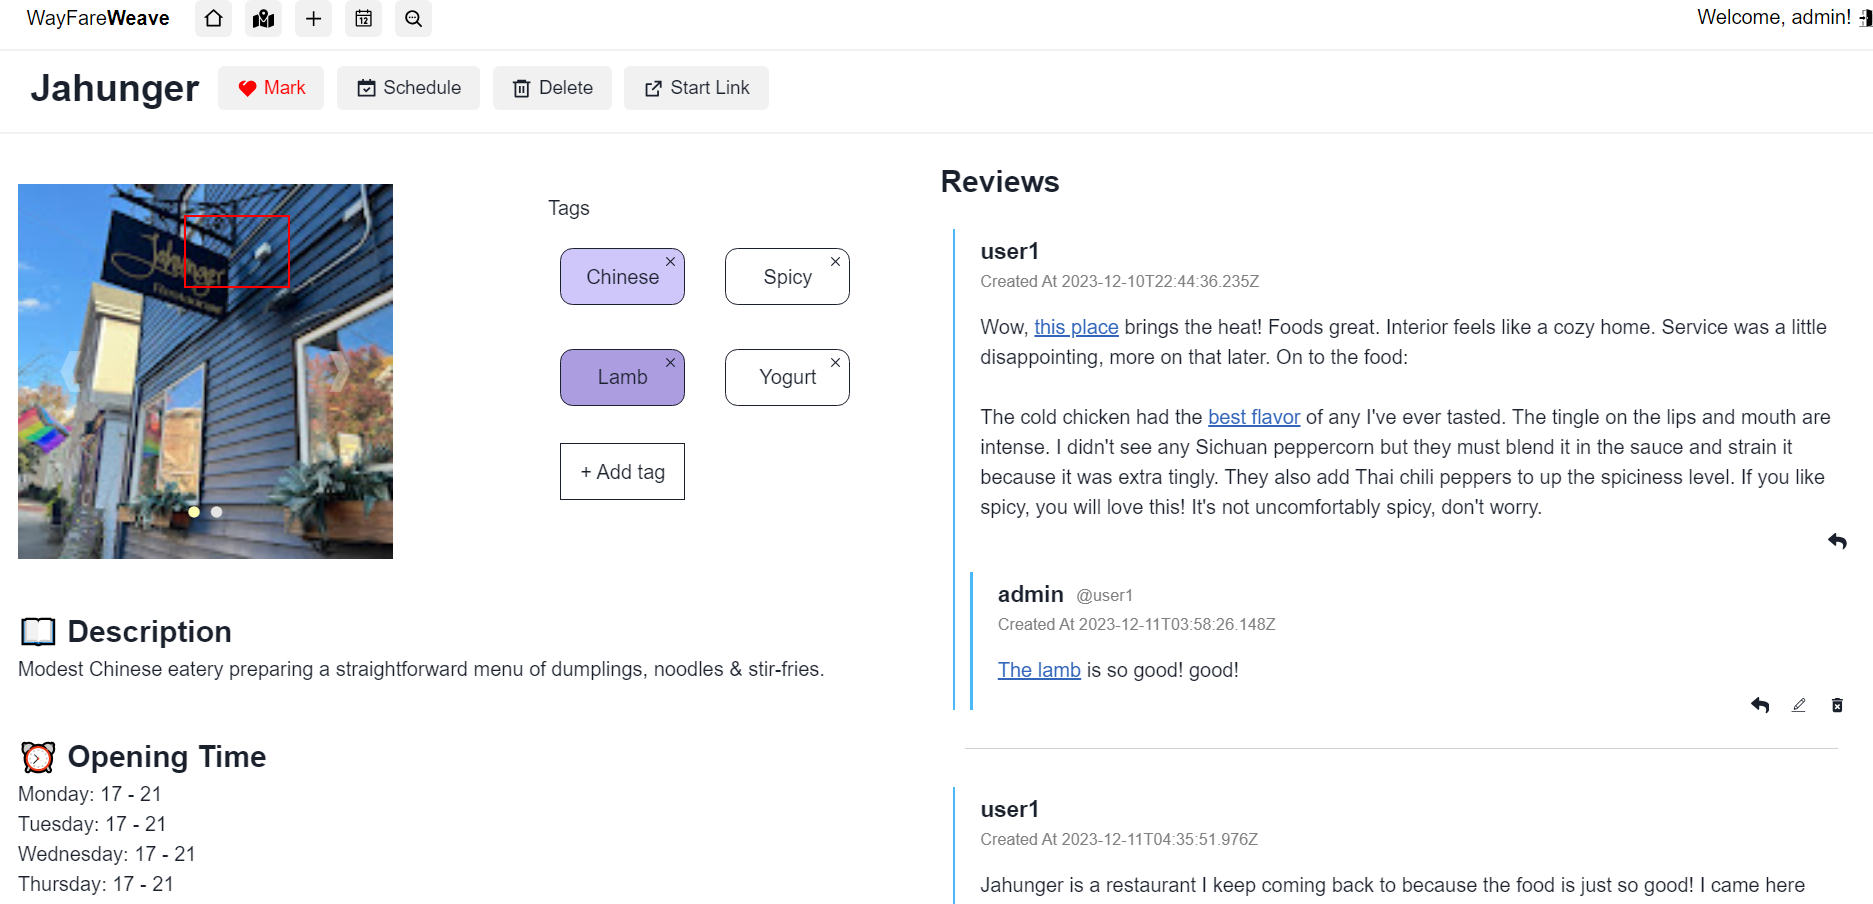 WayFareWeave
12
Welcome, admin!
Jahunger
Mark
Schedule
Delete
Start Link
Jahunger
Restaurant
Tags
Chinese
Spicy
Lamb
Yogurt
+ Add tag
Description
Modest Chinese eatery preparing a straightforward menu of dumplings, noodles & stir-fries.
Opening Time
Monday: 17 - 21
Tuesday: 17 - 21
Wednesday: 17 - 21
Thursday: 17 - 21
Reviews
user1
Created At 2023-12-10T22:44:36.235Z
Wow, this place brings the heat! Foods great. Interior feels like a cozy home. Service was a little
disappointing, more on that later. On to the food:
The cold chicken had the best flavor of any I've ever tasted. The tingle on the lips and mouth are
intense. I didn't see any Sichuan peppercorn but they must blend it in the sauce and strain it
because it was extra tingly. They also add Thai chili peppers to up the spiciness level. If you like
spicy, you will love this! It's not uncomfortably spicy, don't worry.
admin @user1
Created At 2023-12-11T03:58:26.148Z
The lamb is so good! good!
user1
Created At 2023-12-11T04:35:51.976Z
Jahunger is a restaurant I keep coming back to because the food is just so good! I came here